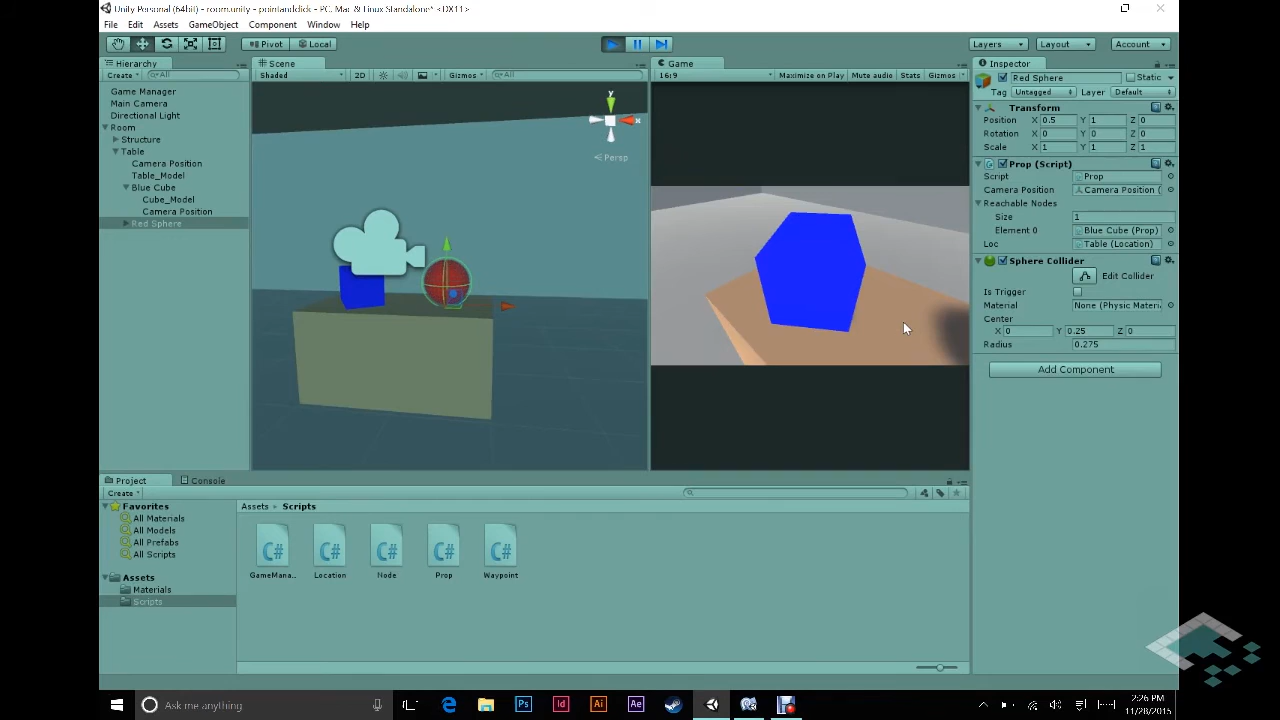 Unity Personal (64bit) - room.unity - pointandclick - PC, Mac & Linux Standalone* <DX11>
File Edit Assets GameObject Component Window Help
Pivot Local Layers Layout Account
Hierarchy
Create All
Game Manager
Main Camera
Directional Light
Room
Structure
Table
Camera Position
Table_Model
Blue Cube
Cube_Model
Camera Position
Red Sphere
Scene
Shaded 2D Gizmos All
y
x
Persp
Game
16:9 Maximize on Play Mute audio Stats Gizmos
Inspector
Red Sphere Static
Tag Untagged Layer Default
Transform
Position X 0.5 Y 1 Z 0
Rotation X 0 Y 0 Z 0
Scale X 1 Y 1 Z 1
Prop (Script)
Script Prop
Camera Position Camera Position (
Reachable Nodes
Size 1
Element 0 Blue Cube (Prop)
Loc Table (Location)
Sphere Collider
Edit Collider
Is Trigger
Material None (Physic Materi
Center
X 0 Y 0.25 Z 0
Radius 0.275
Add Component
Project Console
Create
Favorites
All Materials
All Models
All Prefabs
All Scripts
Assets
Materials
Scripts
Assets Scripts
C# C# C# C# C#
GameMana... Location Node Prop Waypoint
Ask me anything
Ps Id Ai Ae
2:26 PM
11/28/2015